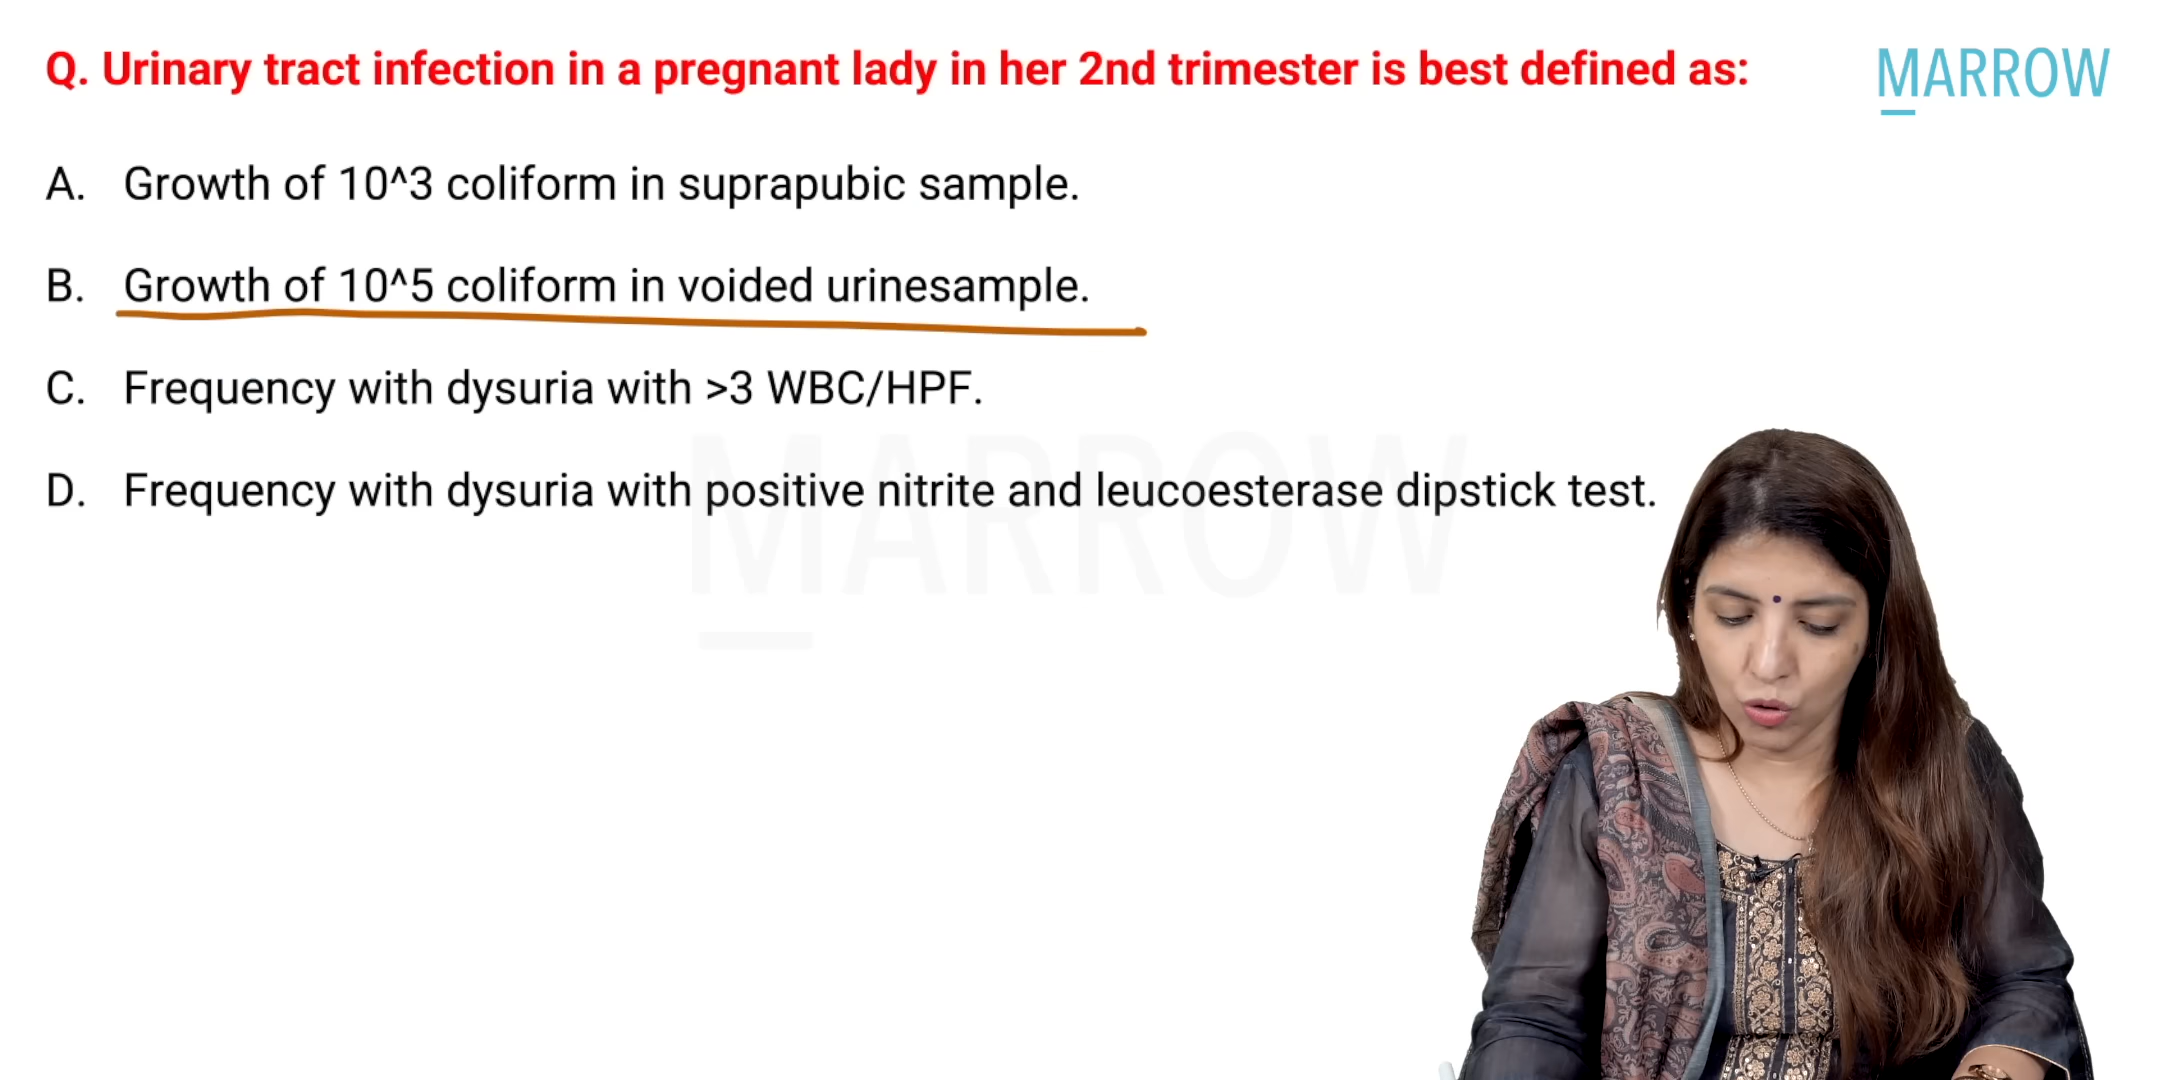 Q. Urinary tract infection in a pregnant lady in her 2nd trimester is best defined as:
MARROW
A. Growth of 10^3 coliform in suprapubic sample.
B. Growth of 10^5 coliform in voided urinesample.
C. Frequency with dysuria with >3 WBC/HPF.
D. Frequency with dysuria with positive nitrite and leucoesterase dipstick test.
MARROW